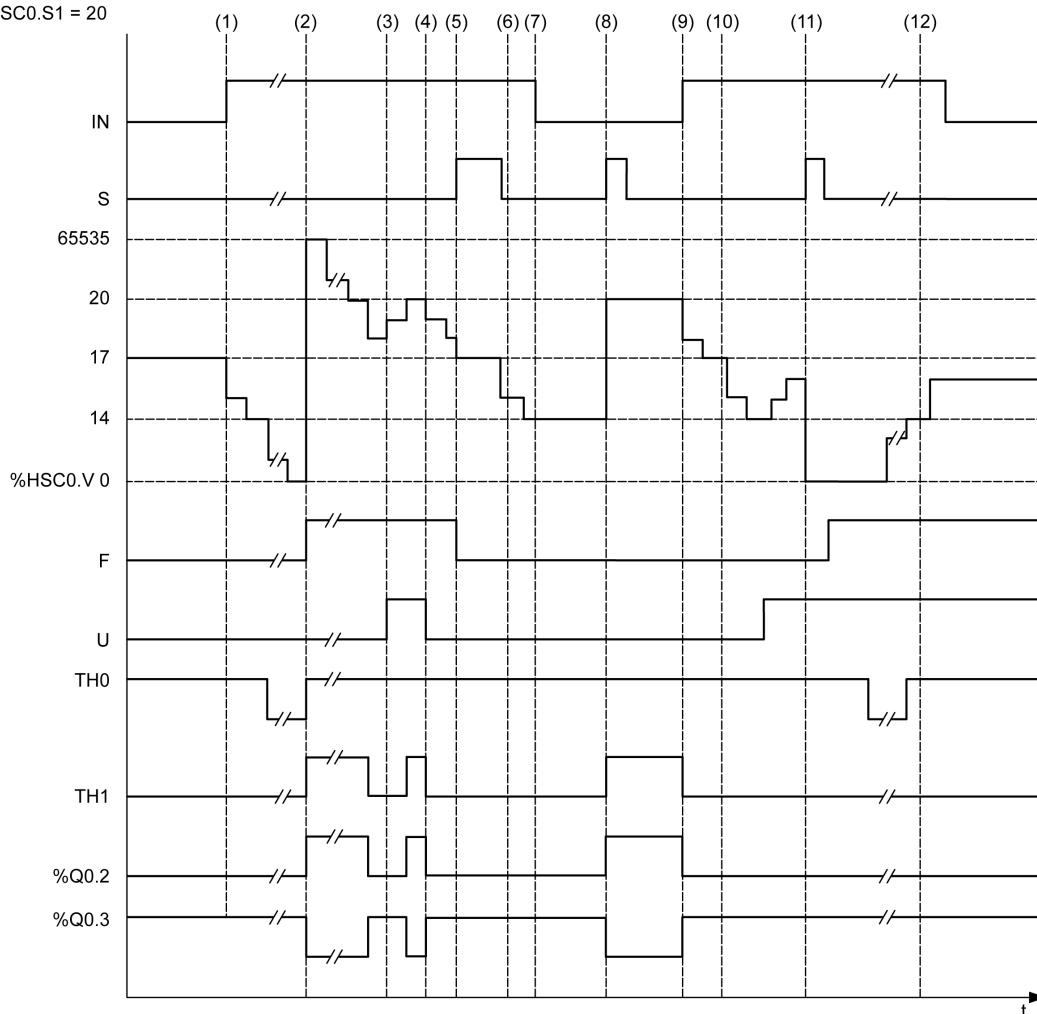 SC0.S1 = 20
(1) (2) (3) (4) (5) (6) (7) (8) (9) (10) (11) (12)
IN
S
65535
20
17
14
%HSC0.V 0
F
U
TH0
TH1
%Q0.2
%Q0.3
t